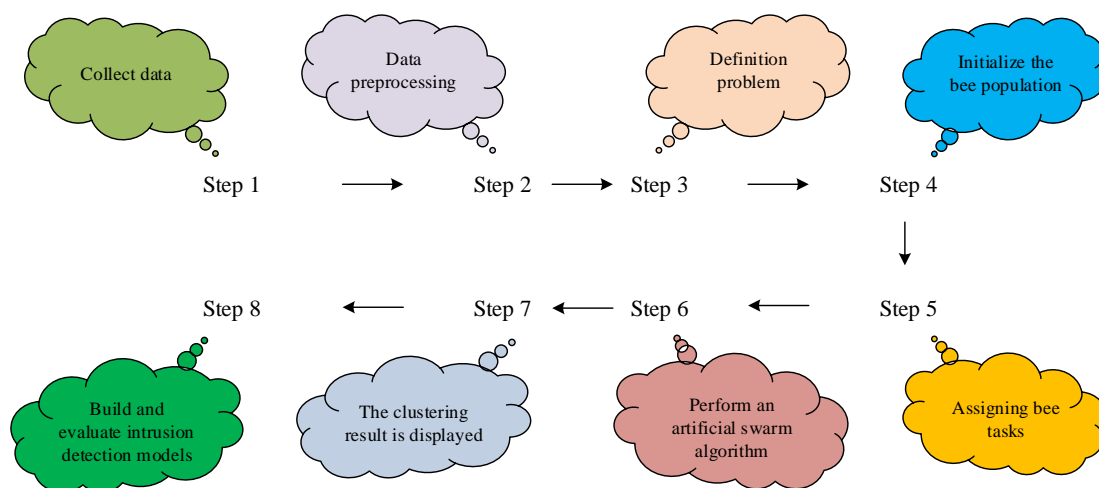 Collect data
Data
preprocessing
Definition
problem
Initialize the
bee population
Step 1
Step 2
Step 3
Step 4
Step 8
Step 7
Step 6
Step 5
Build and
evaluate intrusion
detection models
The clustering
result is displayed
Perform an
artificial swarm
algorithm
Assigning bee
tasks